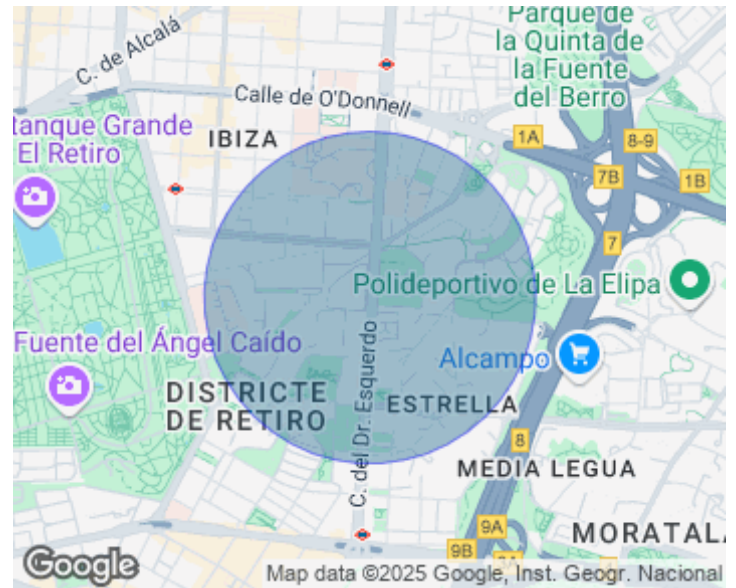 Parque de
la Quinta de
la Fuente
del Berro
C. de Alcalá
Calle de O'Donnell
tanque Grande
El Retiro
IBIZA
1A
8-9
7B
1B
7
Polideportivo de La Elipa
Fuente del Ángel Caído
Alcampo
C. del Dr. Esquerdo
DISTRICTE
DE RETIRO
ESTRELLA
8
MEDIA LEGUA
9A
9B
MORATAL
Google
Map data ©2025 Google, Inst. Geogr. Nacional